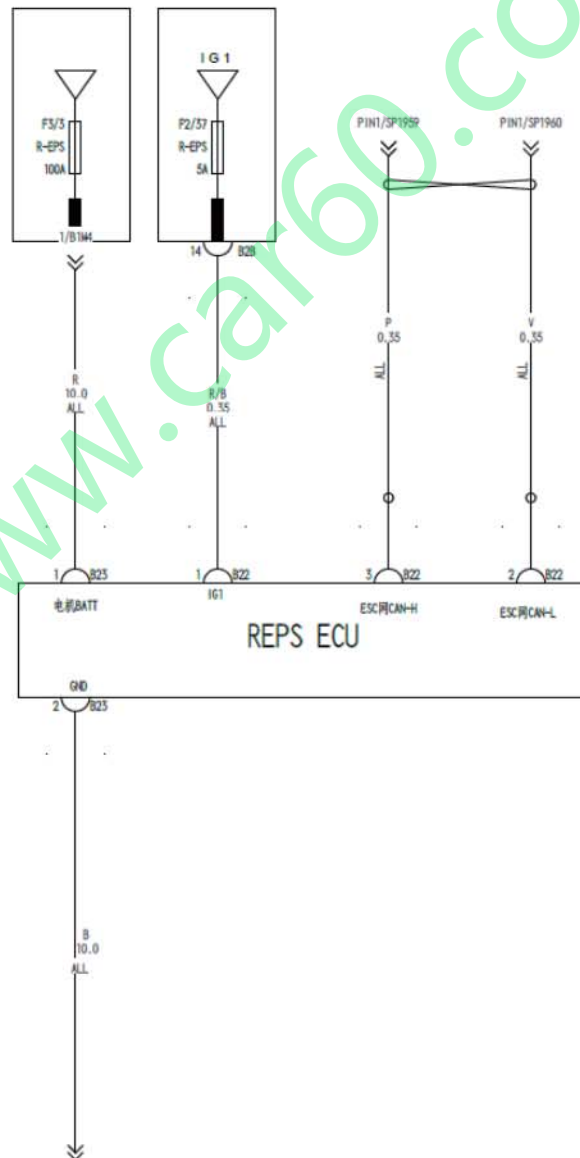 IG1
F3/3
R-EPS
100A
F2/37
R-EPS
5A
PIN1/SP1959
PIN1/SP1960
1/B1W4
14
B2B
P
0.35
ALL
V
0.35
ALL
R
10.0
ALL
R/B
0.35
ALL
1
B23
1
B22
3
B22
2
B22
电机BATT
IG1
ESC网CAN-H
ESC网CAN-L
REPS ECU
GND
2
B23
B
10.0
ALL
www.car60.co